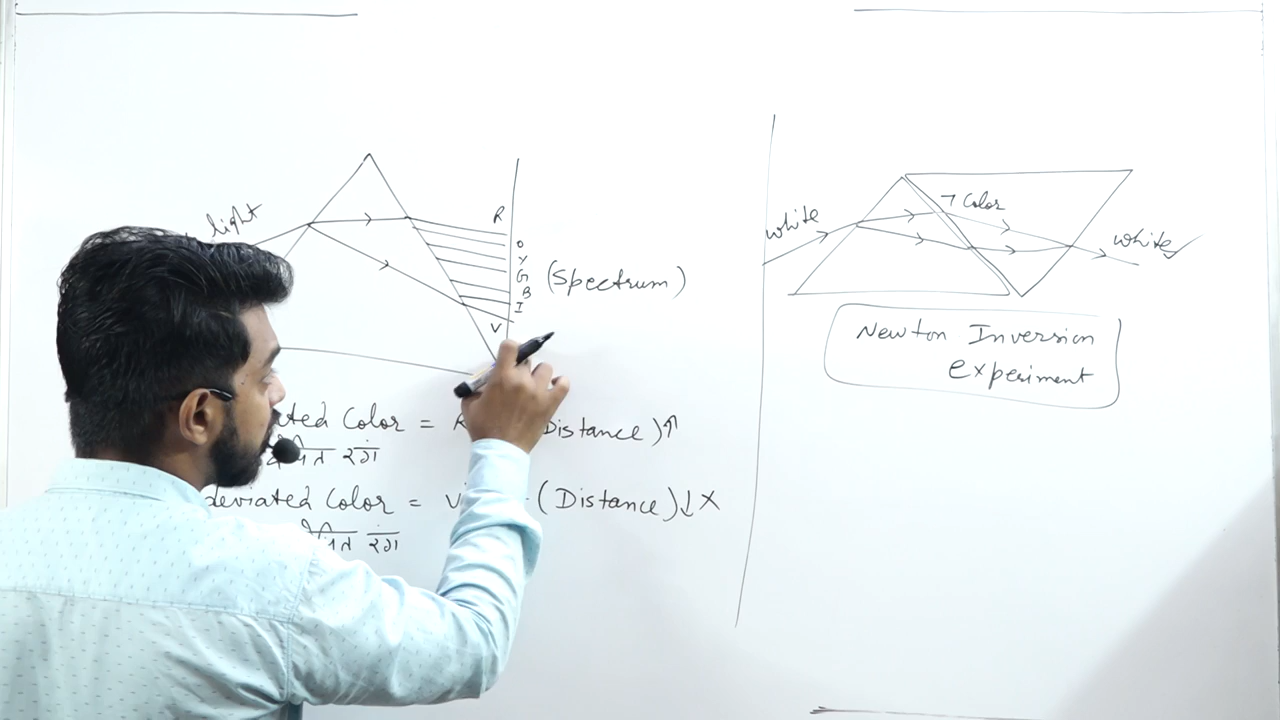 light
R
O
Y
G
B
I
V
(Spectrum)
Color = R Distance)↑
रंग
deviated Color = (Distance)↓ X
रंग
white
7 Color
white ✓
Newton Inversion
experiment